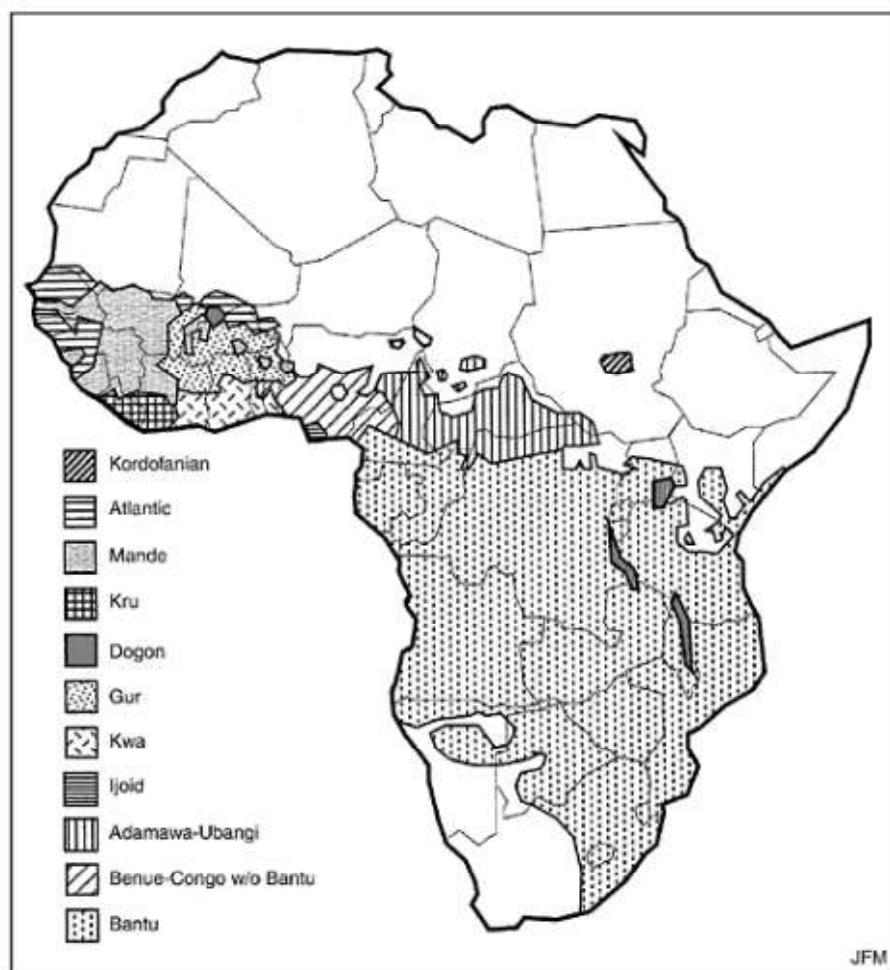 Kordofanian
Atlantic
Mande
Kru
Dogon
Gur
Kwa
Ijoid
Adamawa-Ubangi
Benue-Congo w/o Bantu
Bantu
JFM